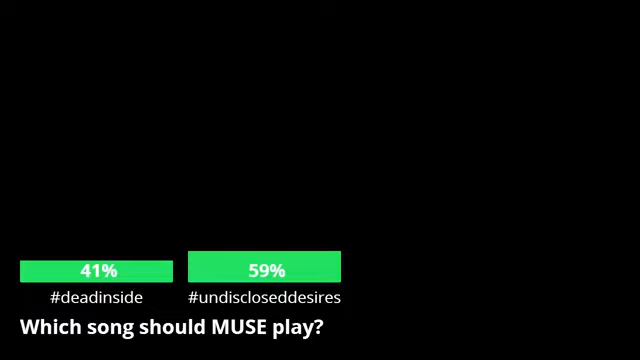 41% 59%
#deadinside #undiscloseddesires
Which song should MUSE play?